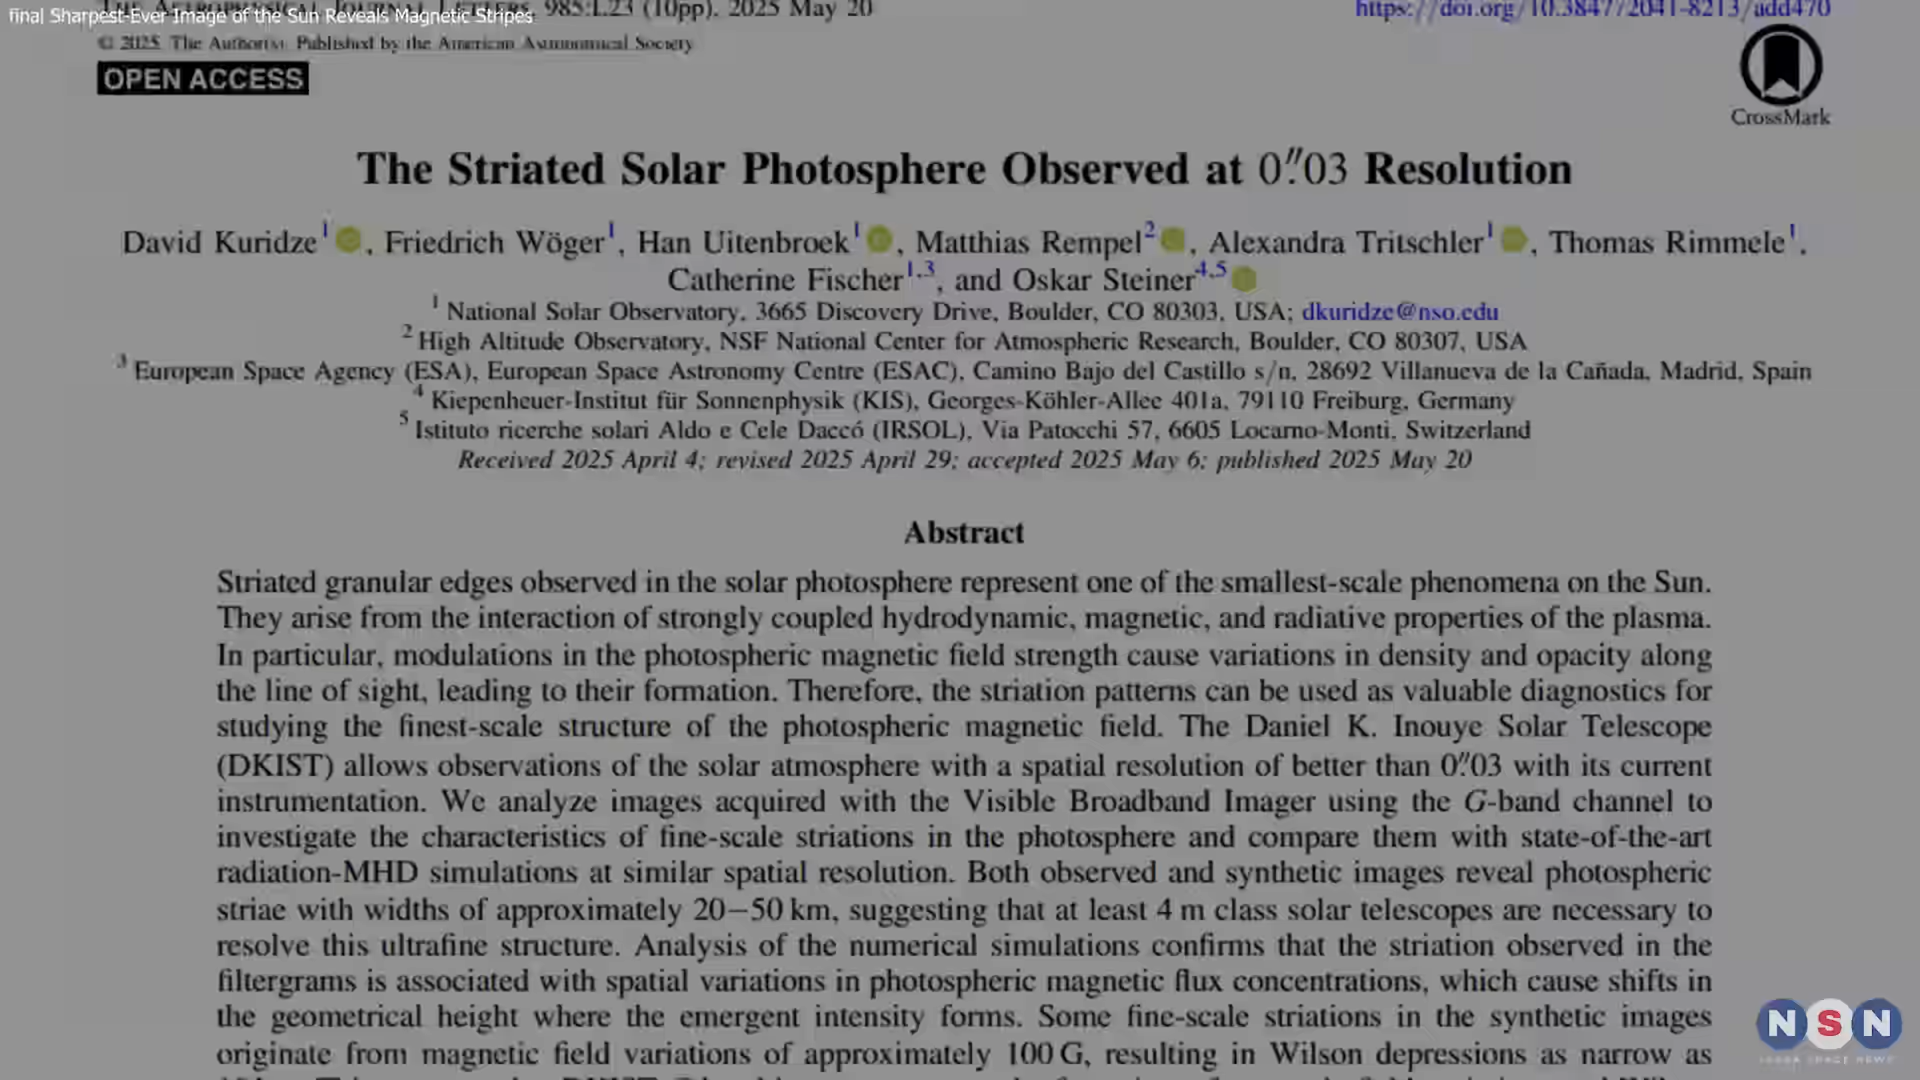 final Sharpest-Ever Image of the Sun Reveals Magnetic Stripes
THE ASTROPHYSICAL JOURNAL LETTERS, 985:L23 (10pp), 2025 May 20
https://doi.org/10.3847/2041-8213/add470
© 2025. The Author(s). Published by the American Astronomical Society.
OPEN ACCESS
CrossMark
The Striated Solar Photosphere Observed at 0.″03 Resolution
David Kuridze1, Friedrich Wöger1, Han Uitenbroek1, Matthias Rempel2, Alexandra Tritschler1, Thomas Rimmele1,
Catherine Fischer1,3, and Oskar Steiner4,5
1 National Solar Observatory, 3665 Discovery Drive, Boulder, CO 80303, USA; dkuridze@nso.edu
2 High Altitude Observatory, NSF National Center for Atmospheric Research, Boulder, CO 80307, USA
3 European Space Agency (ESA), European Space Astronomy Centre (ESAC), Camino Bajo del Castillo s/n, 28692 Villanueva de la Cañada, Madrid, Spain
4 Kiepenheuer-Institut für Sonnenphysik (KIS), Georges-Köhler-Allee 401a, 79110 Freiburg, Germany
5 Istituto ricerche solari Aldo e Cele Daccó (IRSOL), Via Patocchi 57, 6605 Locarno-Monti, Switzerland
Received 2025 April 4; revised 2025 April 29; accepted 2025 May 6; published 2025 May 20
Abstract
Striated granular edges observed in the solar photosphere represent one of the smallest-scale phenomena on the Sun.
They arise from the interaction of strongly coupled hydrodynamic, magnetic, and radiative properties of the plasma.
In particular, modulations in the photospheric magnetic field strength cause variations in density and opacity along
the line of sight, leading to their formation. Therefore, the striation patterns can be used as valuable diagnostics for
studying the finest-scale structure of the photospheric magnetic field. The Daniel K. Inouye Solar Telescope
(DKIST) allows observations of the solar atmosphere with a spatial resolution of better than 0.″03 with its current
instrumentation. We analyze images acquired with the Visible Broadband Imager using the G-band channel to
investigate the characteristics of fine-scale striations in the photosphere and compare them with state-of-the-art
radiation-MHD simulations at similar spatial resolution. Both observed and synthetic images reveal photospheric
striae with widths of approximately 20−50 km, suggesting that at least 4 m class solar telescopes are necessary to
resolve this ultrafine structure. Analysis of the numerical simulations confirms that the striation observed in the
filtergrams is associated with spatial variations in photospheric magnetic flux concentrations, which cause shifts in
the geometrical height where the emergent intensity forms. Some fine-scale striations in the synthetic images
originate from magnetic field variations of approximately 100 G, resulting in Wilson depressions as narrow as
NSN